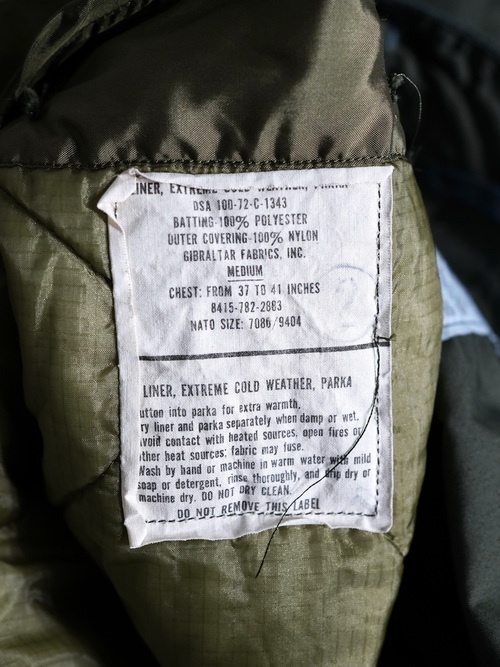 INER, EXTREME COLD WEATHER, PARKA
DSA 100-72-C-1343
BATTING-100% POLYESTER
OUTER COVERING-100% NYLON
GIBRALTAR FABRICS, INC.
MEDIUM
CHEST: FROM 37 TO 41 INCHES
8415-782-2883
NATO SIZE: 7086/9404
LINER, EXTREME COLD WEATHER, PARKA
utton into parka for extra warmth.
ry liner and parka separately when damp or wet.
void contact with heated sources, open fires or
ther heat sources; fabric may fuse.
Wash by hand or machine in warm water with mild
soap or detergent, rinse thoroughly, and drip dry or
machine dry. DO NOT DRY CLEAN.
DO NOT REMOVE THIS LABEL